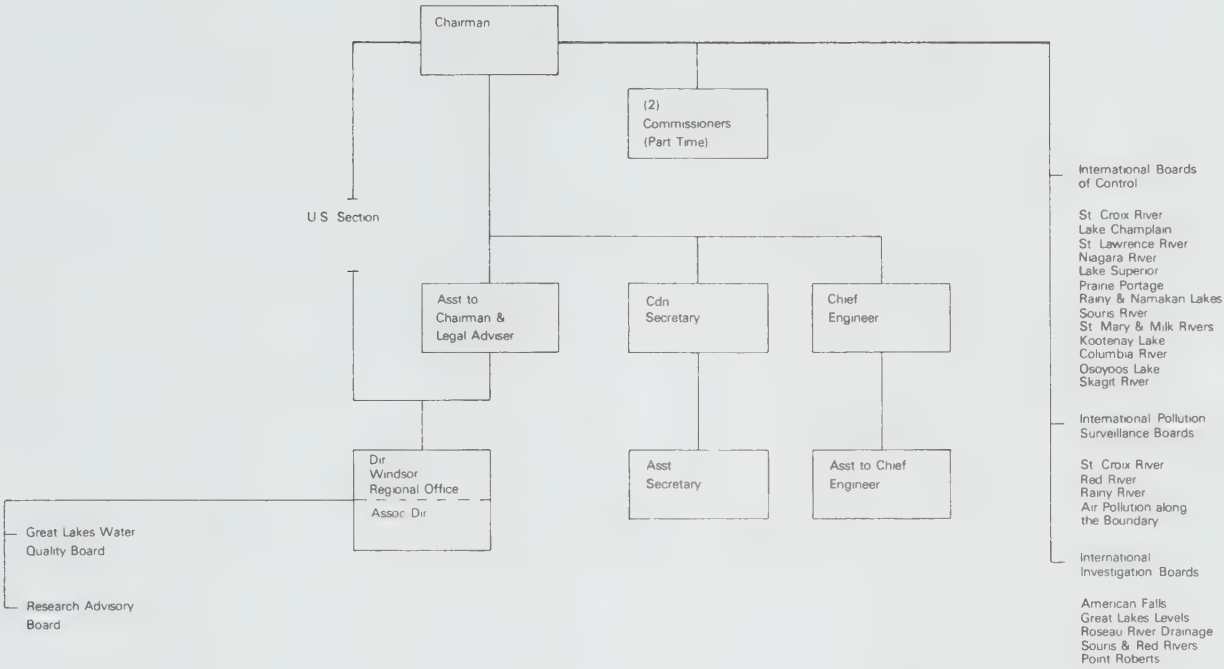 Chairman
(2)
Commissioners
(Part Time)
U S Section
Asst to
Chairman &
Legal Adviser
Cdn
Secretary
Chief
Engineer
Dir
Windsor
Regional Office
Assoc Dir
Asst
Secretary
Asst to Chief
Engineer
Great Lakes Water
Quality Board
Research Advisory
Board
International Boards
of Control
St Croix River
Lake Champlain
St Lawrence River
Niagara River
Lake Superior
Prairie Portage
Rainy & Namakan Lakes
Souris River
St Mary & Milk Rivers
Kootenay Lake
Columbia River
Osoyoos Lake
Skagit River
International Pollution
Surveillance Boards
St Croix River
Red River
Rainy River
Air Pollution along
the Boundary
International
Investigation Boards
American Falls
Great Lakes Levels
Roseau River Drainage
Souris & Red Rivers
Point Roberts